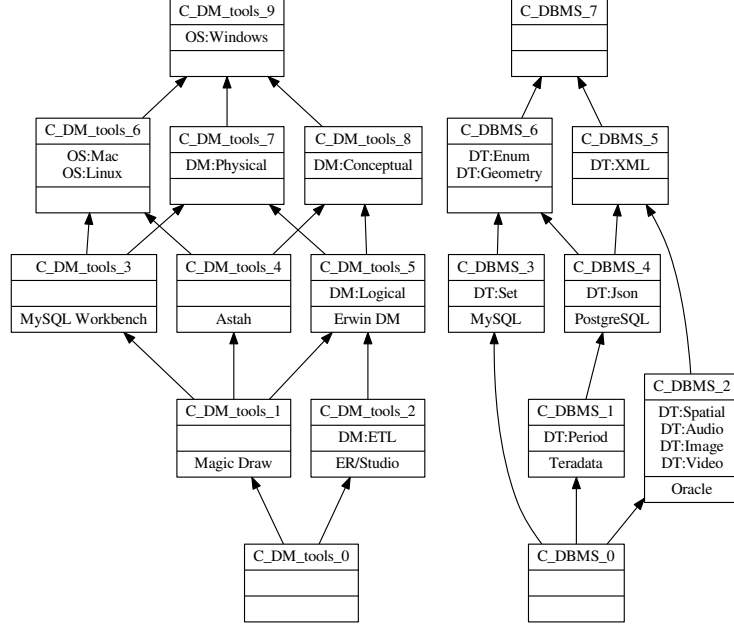 C_DM_tools_9
OS:Windows
C_DBMS_7
C_DM_tools_6
OS:Mac
OS:Linux
C_DM_tools_7
DM:Physical
C_DM_tools_8
DM:Conceptual
C_DBMS_6
DT:Enum
DT:Geometry
C_DBMS_5
DT:XML
C_DM_tools_3
MySQL Workbench
C_DM_tools_4
Astah
C_DM_tools_5
DM:Logical
Erwin DM
C_DBMS_3
DT:Set
MySQL
C_DBMS_4
DT:Json
PostgreSQL
C_DM_tools_1
Magic Draw
C_DM_tools_2
DM:ETL
ER/Studio
C_DBMS_1
DT:Period
Teradata
C_DBMS_2
DT:Spatial
DT:Audio
DT:Image
DT:Video
Oracle
C_DM_tools_0
C_DBMS_0